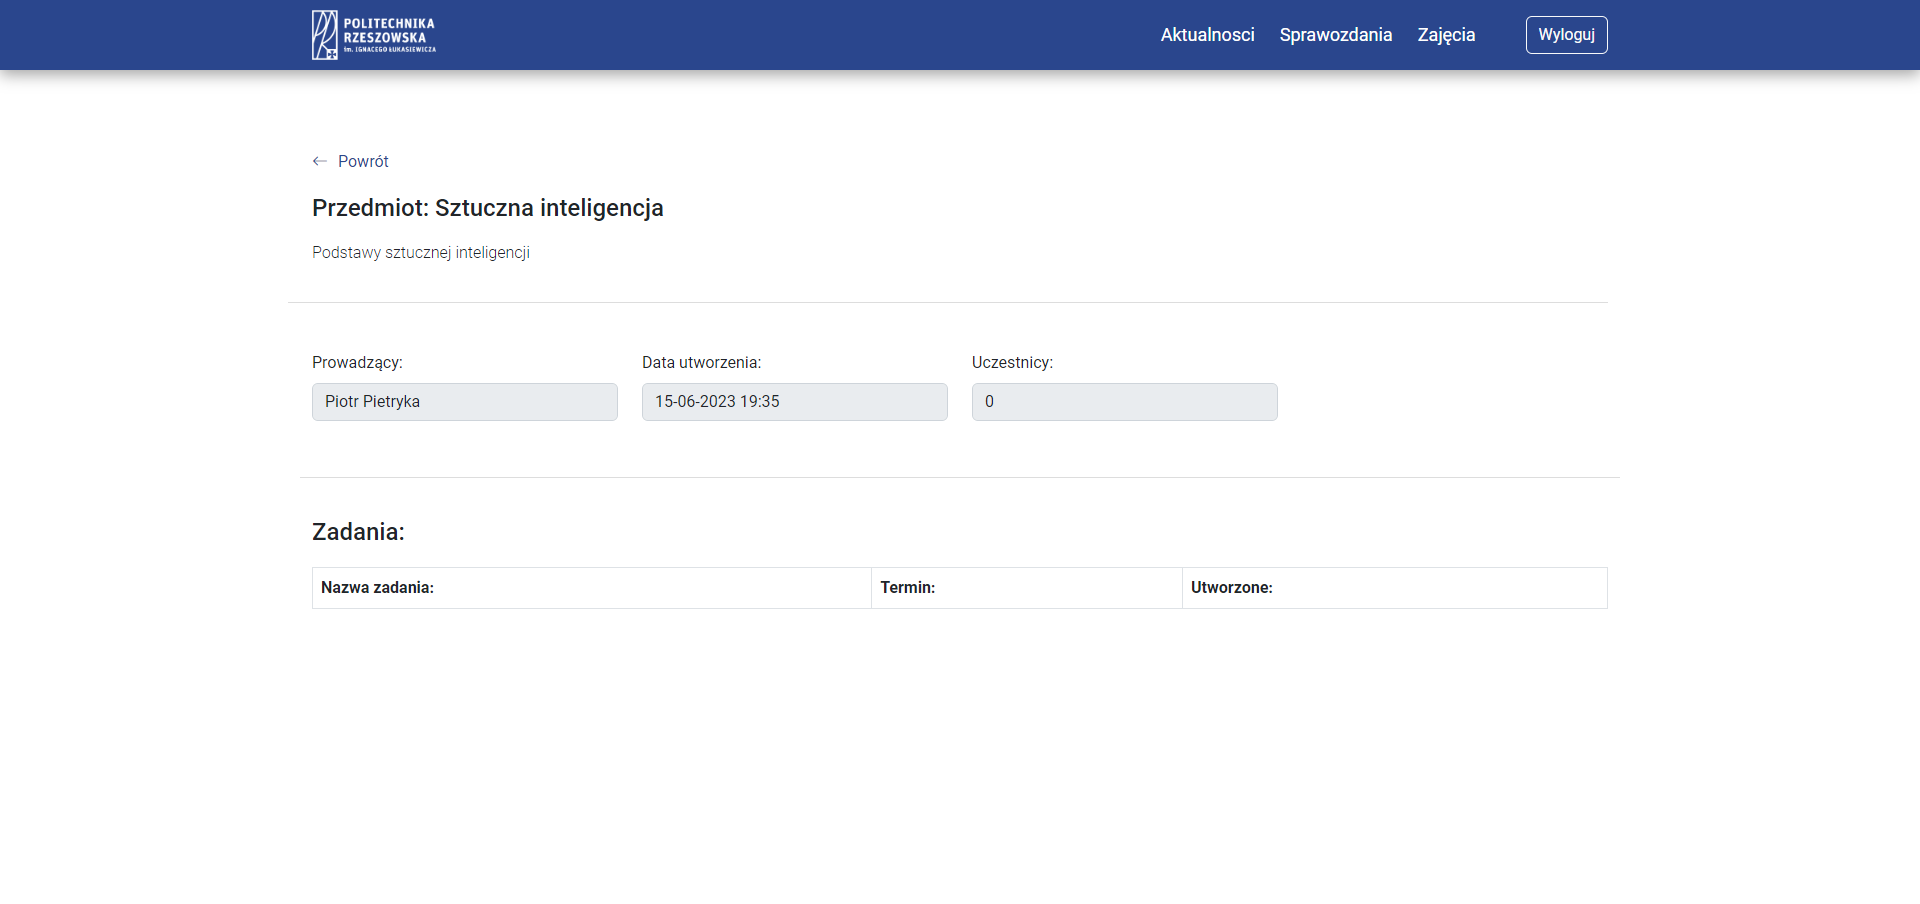 POLITECHNIKA
RZESZOWSKA
im. IGNACEGO ŁUKASIEWICZA
Aktualnosci
Sprawozdania
Zajęcia
Wyloguj
Powrót
Przedmiot: Sztuczna inteligencja
Podstawy sztucznej inteligencji
Prowadzący:
Data utworzenia:
Uczestnicy:
Piotr Pietryka
15-06-2023 19:35
0
Zadania:
Nazwa zadania:
Termin:
Utworzone: